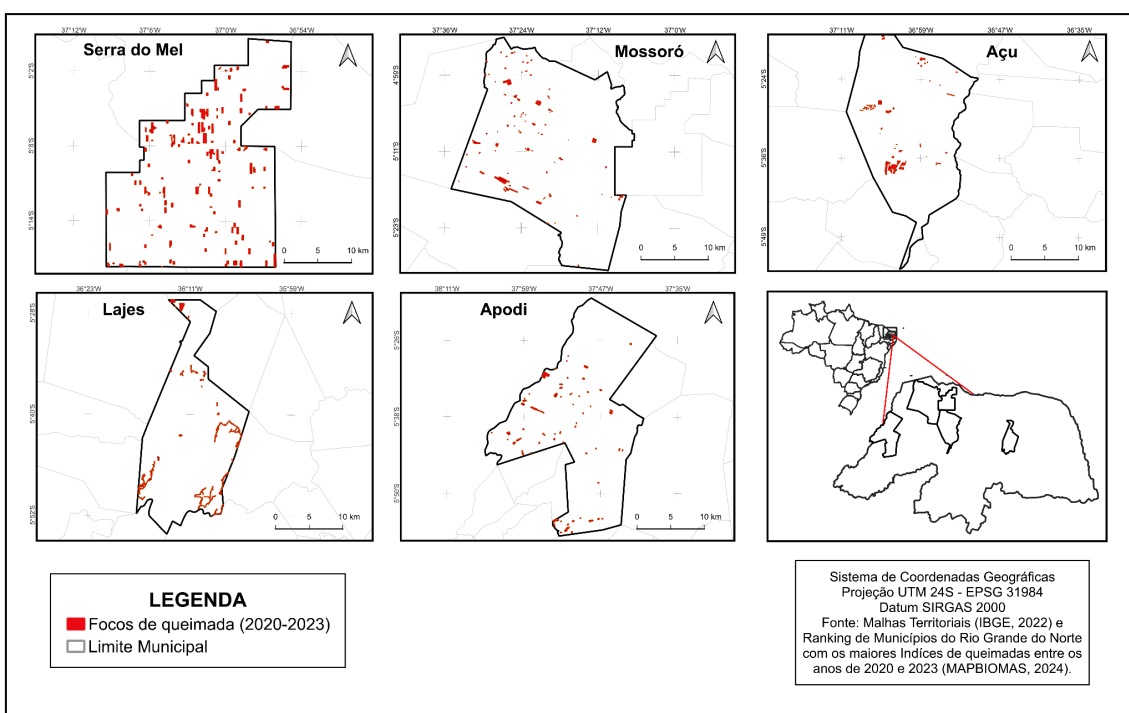 37°12'W 37°6'W 37°0'W 36°54'W
Serra do Mel
5°2'S
5°8'S
5°14'S
0 5 10 km
37°36'W 37°24'W 37°12'W 37°0'W
Mossoró
4°59'S
5°11'S
5°23'S
0 5 10 km
37°11'W 36°59'W 36°47'W 36°35'W
Açu
5°24'S
5°36'S
5°49'S
0 5 10 km
36°23'W 36°11'W 35°59'W
Lajes
5°28'S
5°40'S
5°52'S
0 5 10 km
38°11'W 37°59'W 37°47'W 37°35'W
Apodi
5°26'S
5°38'S
5°50'S
0 5 10 km
LEGENDA
Focos de queimada (2020-2023)
Limite Municipal
Sistema de Coordenadas Geográficas
Projeção UTM 24S - EPSG 31984
Datum SIRGAS 2000
Fonte: Malhas Territoriais (IBGE, 2022) e
Ranking de Municípios do Rio Grande do Norte
com os maiores Indíces de queimadas entre os
anos de 2020 e 2023 (MAPBIOMAS, 2024).